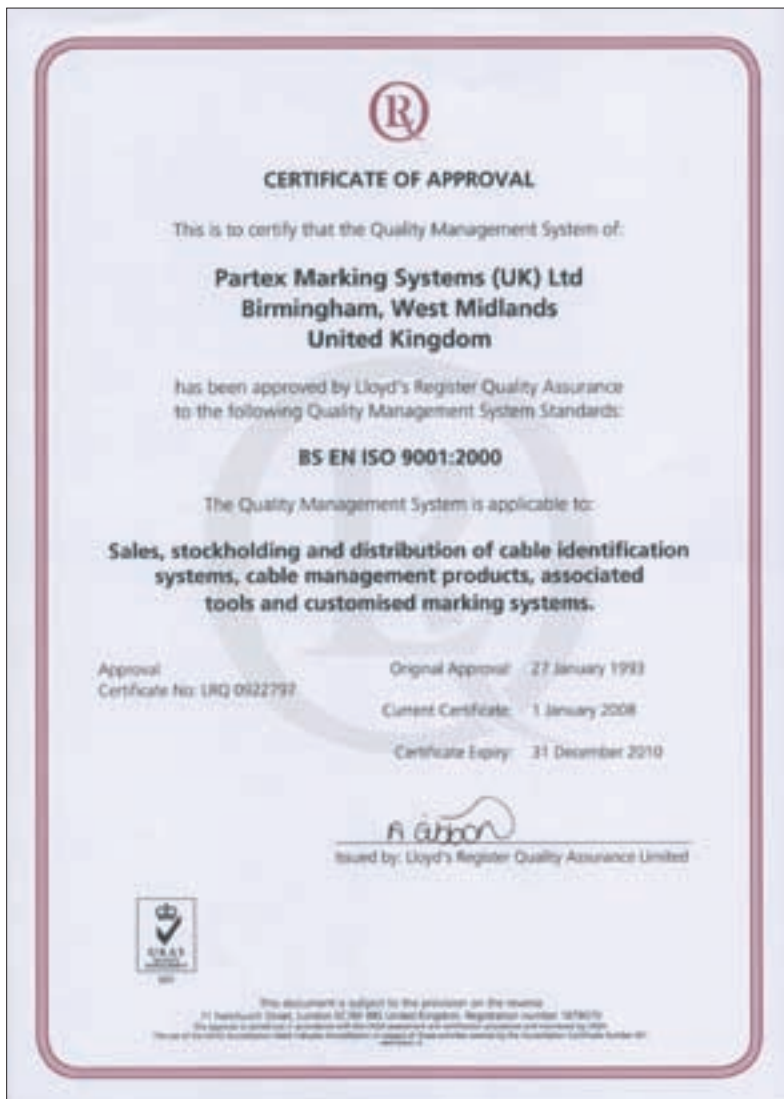 CERTIFICATE OF APPROVAL
This is to certify that the Quality Management System of:
Partex Marking Systems (UK) Ltd
Birmingham, West Midlands
United Kingdom
has been approved by Lloyd's Register Quality Assurance
to the following Quality Management System Standards:
BS EN ISO 9001:2000
The Quality Management System is applicable to:
Sales, stockholding and distribution of cable identification
systems, cable management products, associated
tools and customised marking systems.
Approval
Certificate No: LRQ 0922797
Original Approval: 27 January 1993
Current Certificate: 1 January 2008
Certificate Expiry: 31 December 2010
Issued by: Lloyd's Register Quality Assurance Limited
UKAS
This document is subject to the provision on the reverse